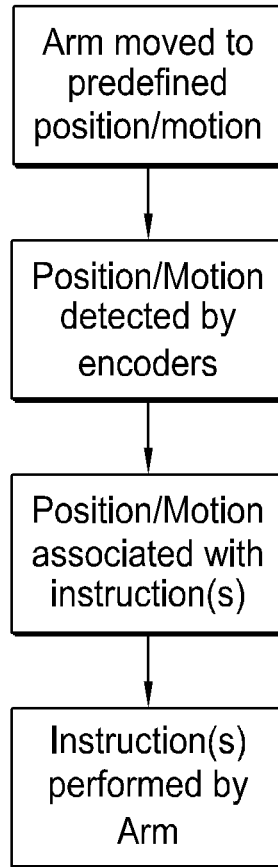 Arm moved to
predefined
position/motion
Position/Motion
detected by
encoders
Position/Motion
associated with
instruction(s)
Instruction(s)
performed by
Arm